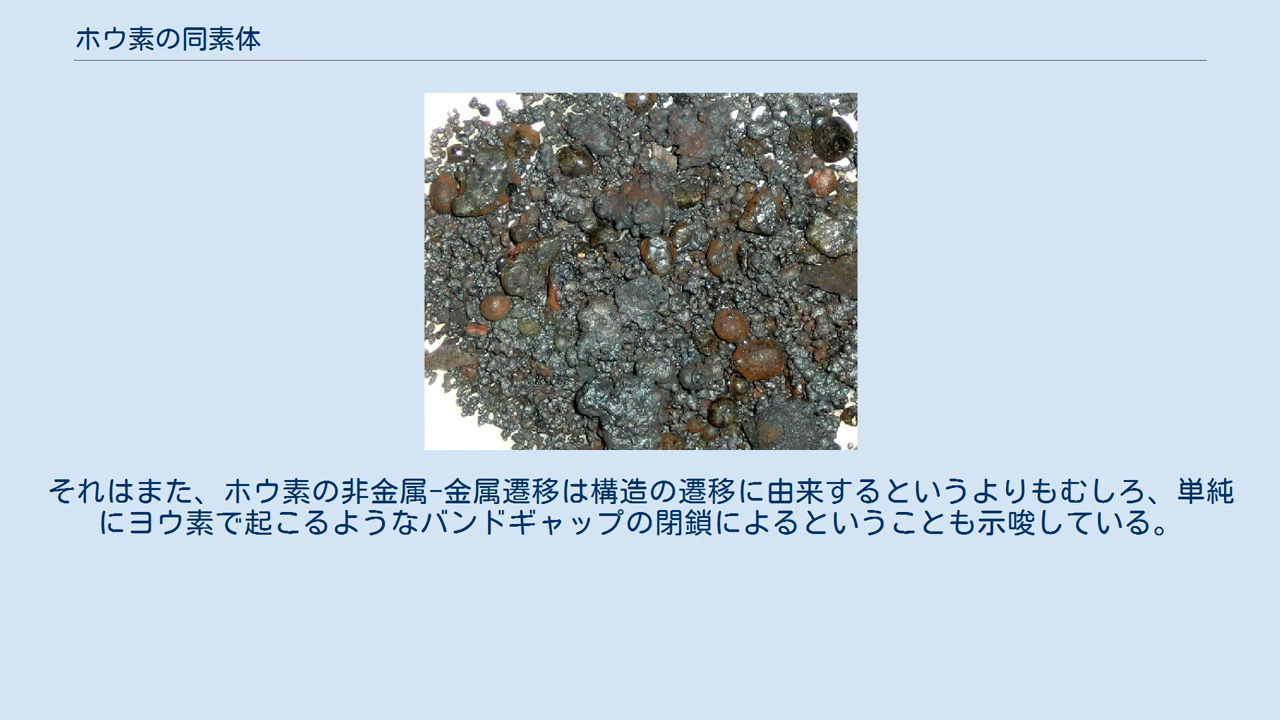 ホウ素の同素体
それはまた、ホウ素の非金属-金属遷移は構造の遷移に由来するというよりもむしろ、単純
にヨウ素で起こるようなバンドギャップの閉鎖によるということも示唆している。